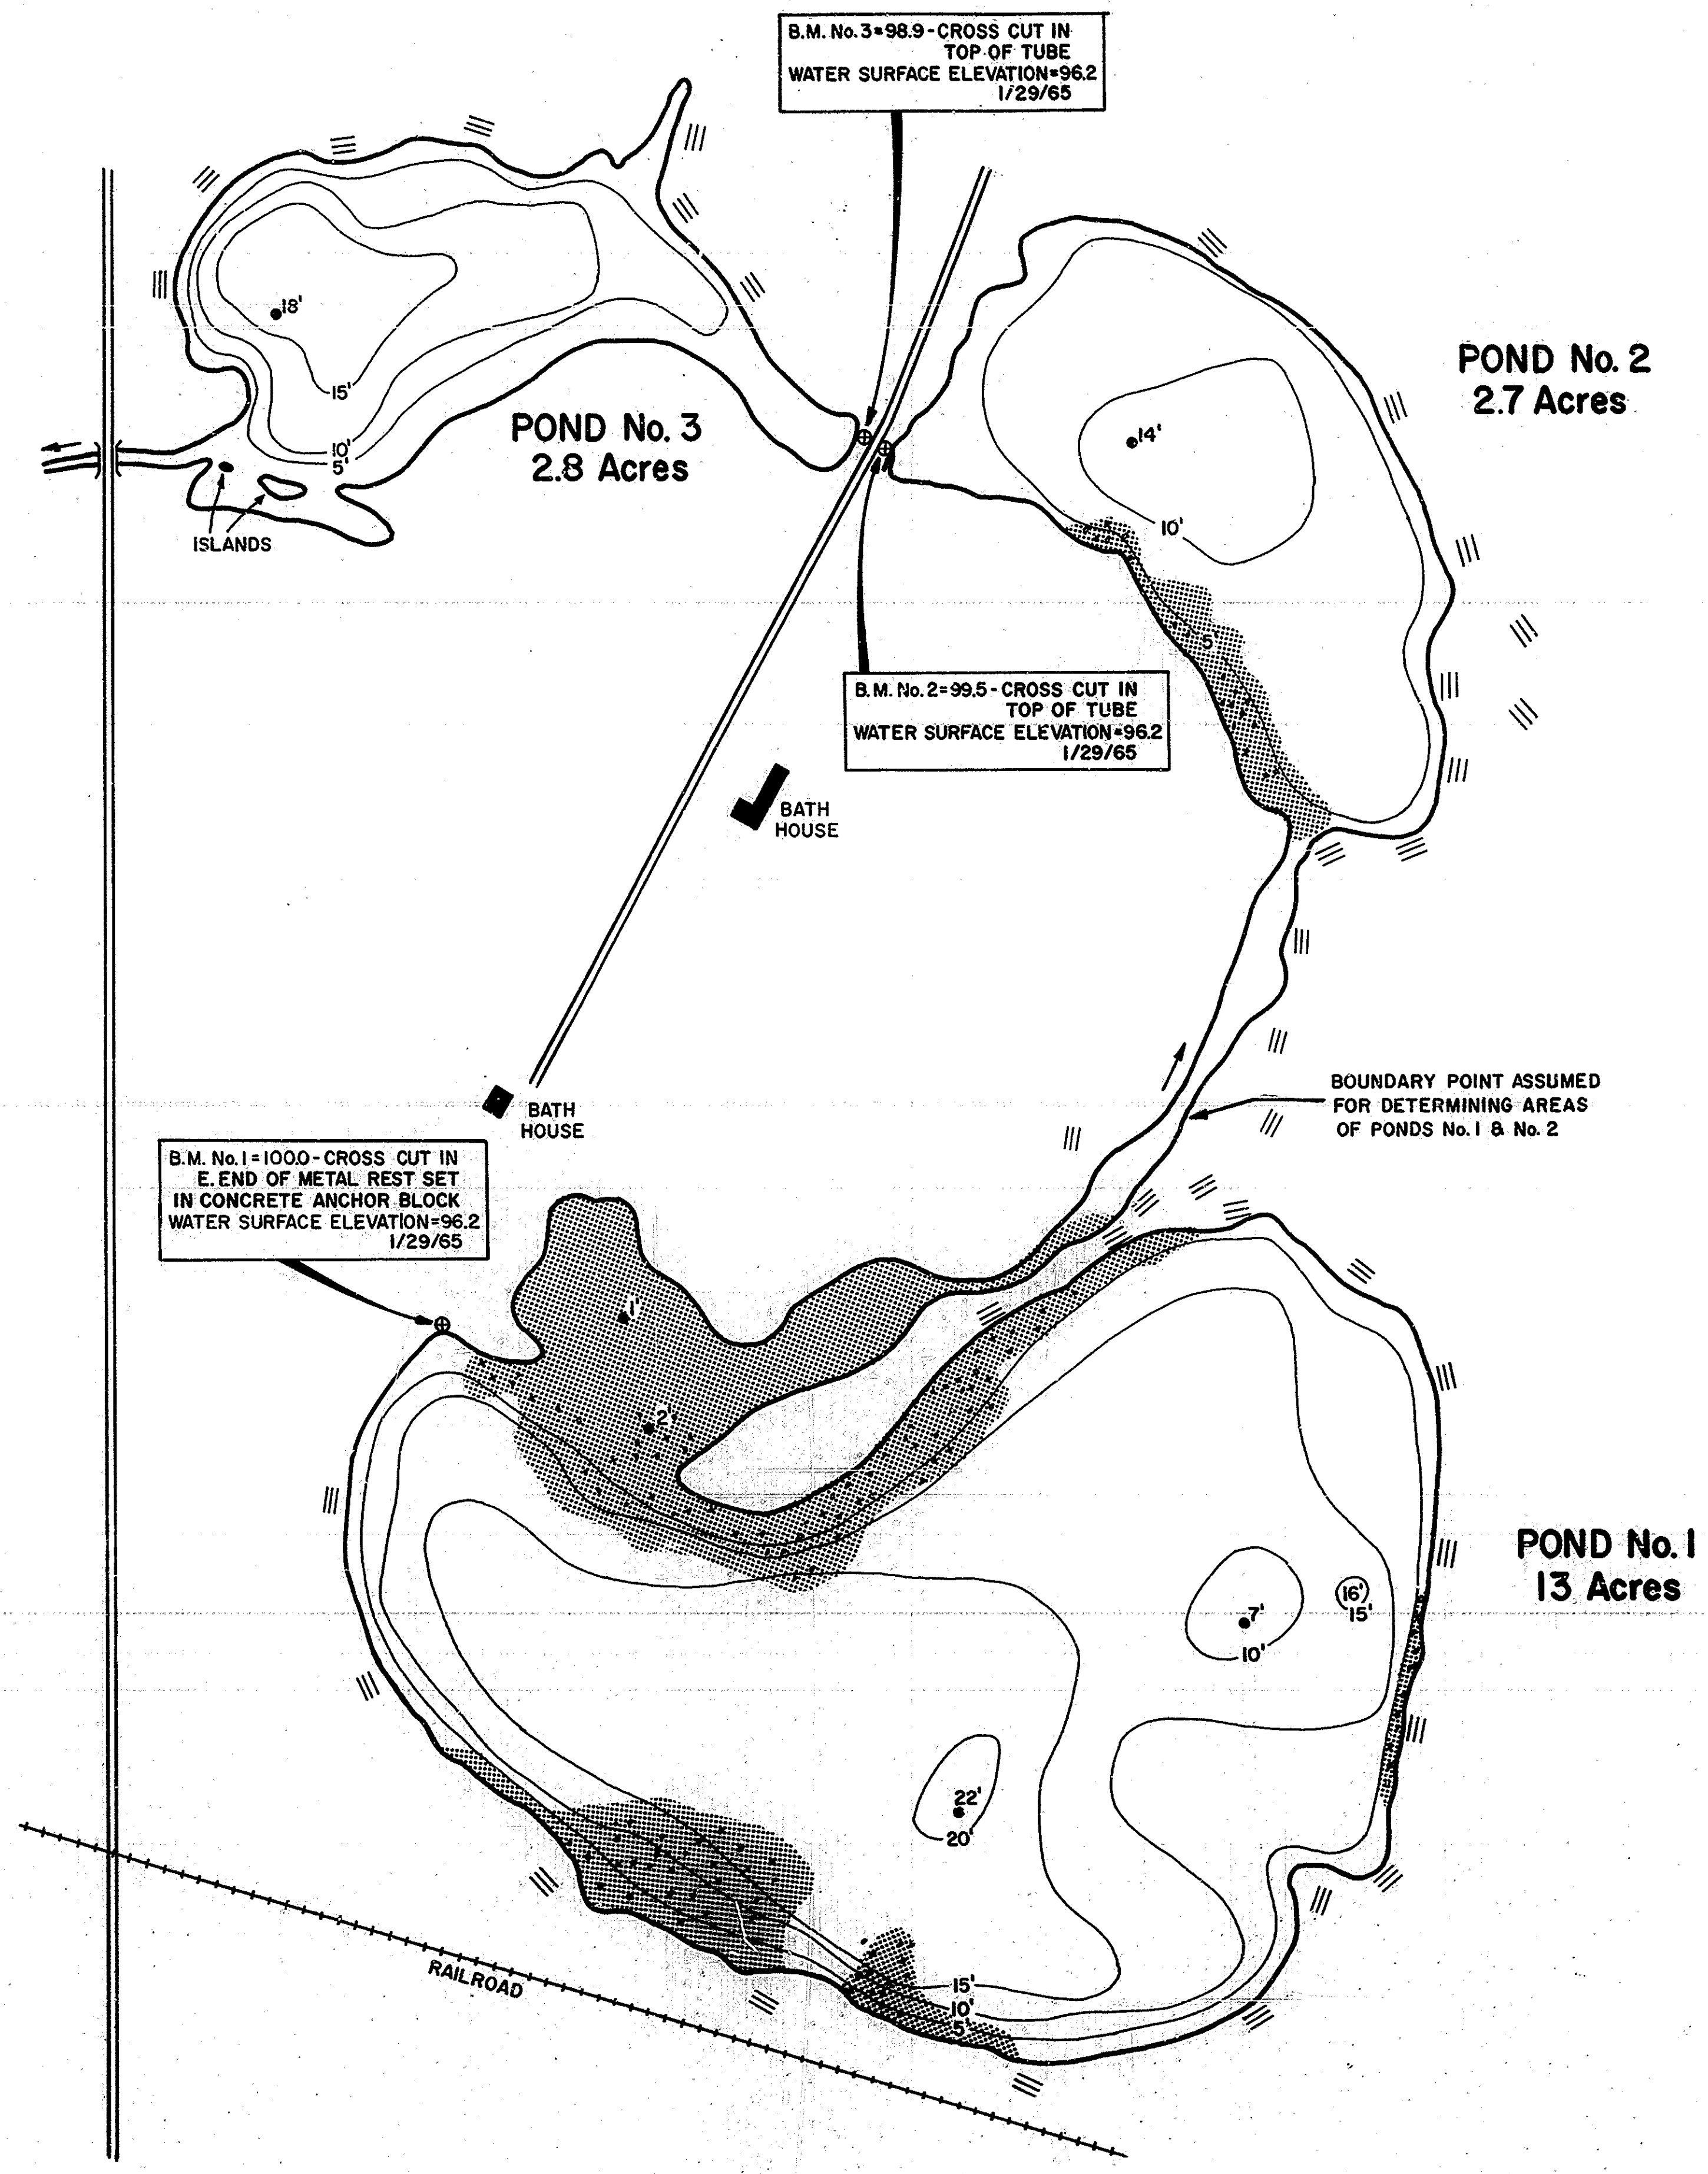 B.M. No. 3=98.9-CROSS CUT IN
TOP OF TUBE
WATER SURFACE ELEVATION=96.2
1/29/65
18'
15'
10'
5'
ISLANDS
POND No. 3
2.8 Acres
POND No. 2
2.7 Acres
14'
10'
5'
B.M. No. 2=99.5-CROSS CUT IN
TOP OF TUBE
WATER SURFACE ELEVATION=96.2
1/29/65
BATH
HOUSE
BATH
HOUSE
BOUNDARY POINT ASSUMED
FOR DETERMINING AREAS
OF PONDS No. 1 & No. 2
B.M. No. 1=100.0-CROSS CUT IN
E. END OF METAL REST SET
IN CONCRETE ANCHOR BLOCK
WATER SURFACE ELEVATION=96.2
1/29/65
1'
2'
POND No. 1
13 Acres
16'
15'
7'
10'
22'
20'
15'
10'
5'
RAILROAD